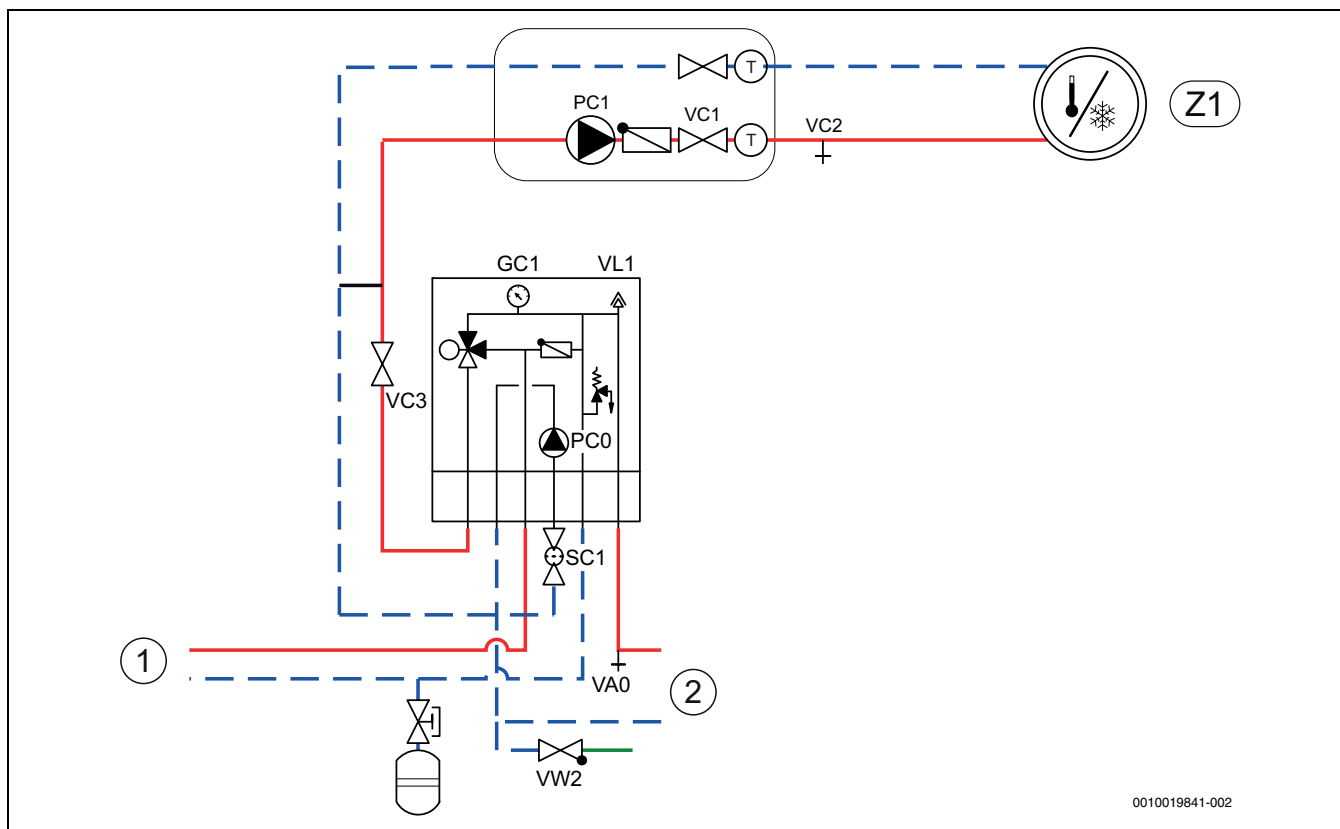 T
PC1
VC1
T
VC2
Z1
GC1
VL1
VC3
PC0
SC1
1
VA0
2
VW2
0010019841-002